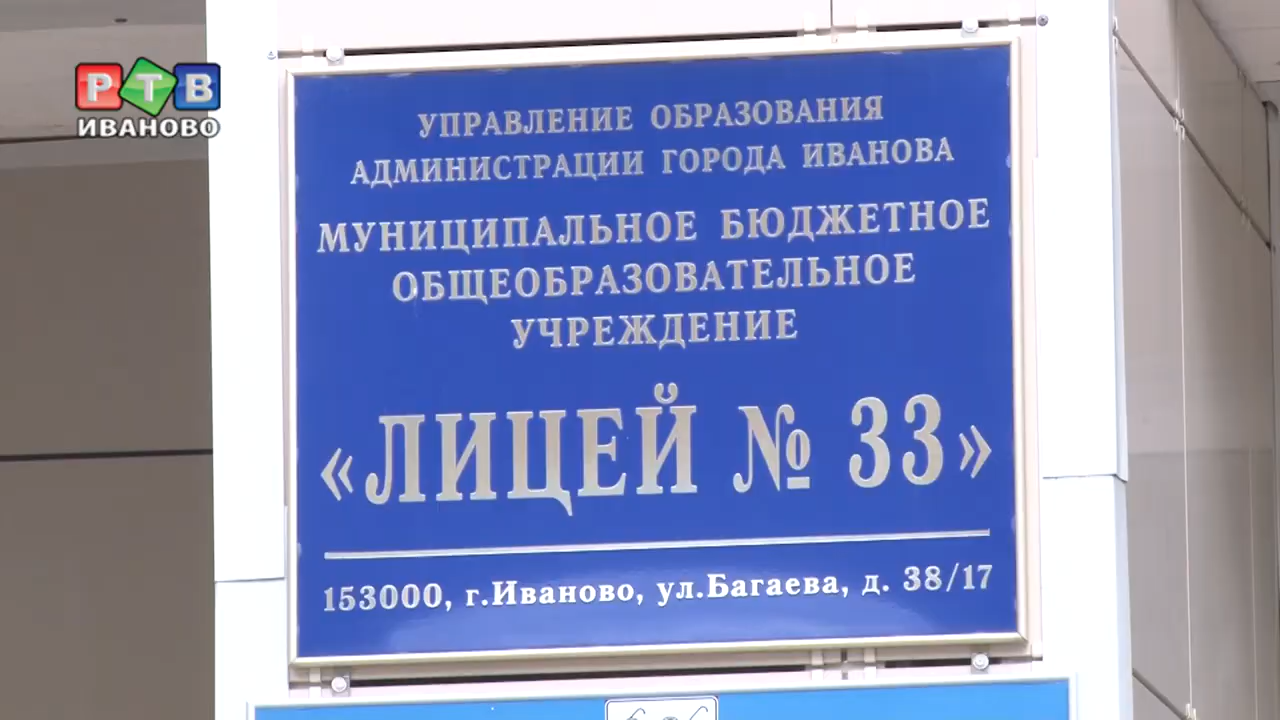 РТВ
ИВАНОВО
УПРАВЛЕНИЕ ОБРАЗОВАНИЯ
АДМИНИСТРАЦИИ ГОРОДА ИВАНОВА
МУНИЦИПАЛЬНОЕ БЮДЖЕТНОЕ
ОБЩЕОБРАЗОВАТЕЛЬНОЕ
УЧРЕЖДЕНИЕ
«ЛИЦЕЙ № 33»
153000, г.Иваново, ул.Багаева, д. 38/17